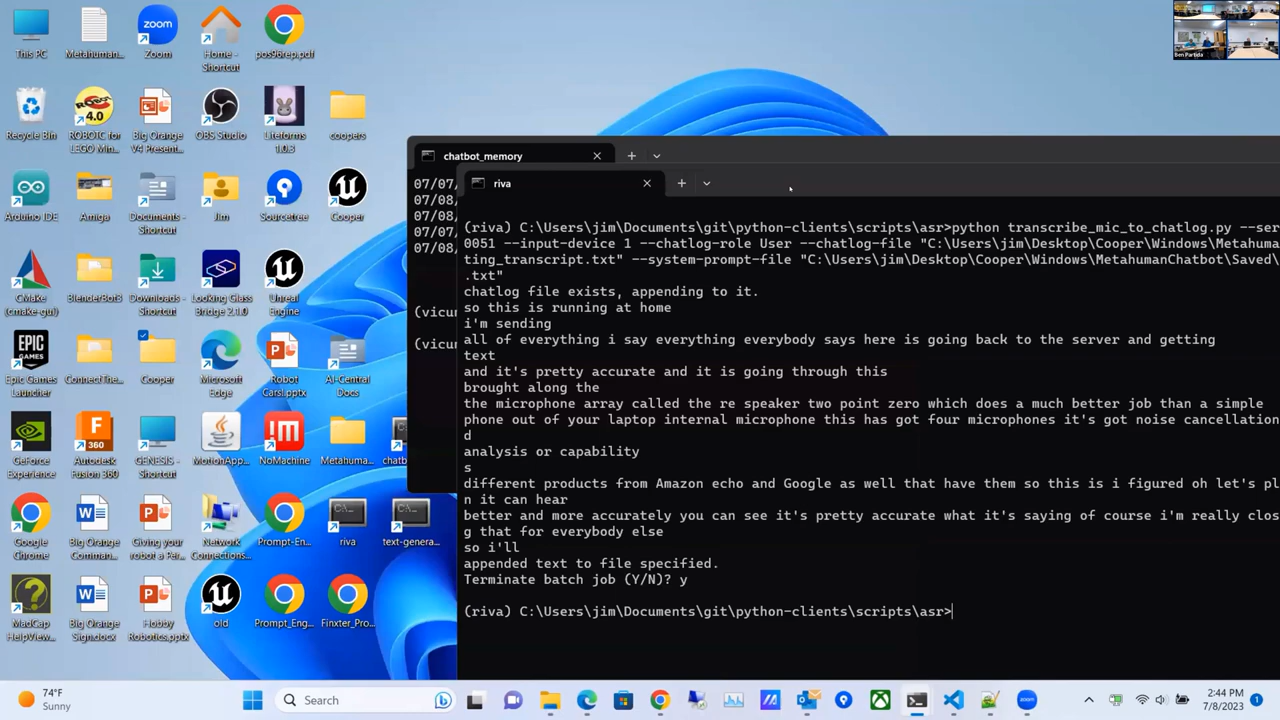 This PC
Metahuman...
Zoom
zoom
Home - Shortcut
pos96rep.pdf
Ben Partida
Recycle Bin
ROBOTC for LEGO Min...
Big Orange V4 Present...
OBS Studio
Liteforms 1.0.3
coopers
Arduino IDE
Amiga
Documents - Shortcut
Jim
Sourcetree
Cooper
CMake (cmake-gui)
BlenderBot3
Downloads - Shortcut
Looking Glass Bridge 2.1.0
Unreal Engine
Epic Games Launcher
ConnectThe...
Cooper
Microsoft Edge
Robot Cars!.pptx
AI-Central Docs
GeForce Experience
Autodesk Fusion 360
GENESIS - Shortcut
MotionApp...
NoMachine
Metahuma...
chatb
Google Chrome
Big Orange Comman...
Giving your robot a Per...
Network Connections...
Prompt-En...
riva
text-genera...
MadCap HelpView...
Big Orange Sign.docx
Hobby Robotics.pptx
old
Prompt_Eng...
Finxter_Pro...
chatbot_memory
07/07/
07/08/
07/08/
07/07/
07/08/
(vicun
(vicun
riva
(riva) C:\Users\jim\Documents\git\python-clients\scripts\asr>python transcribe_mic_to_chatlog.py --ser
0051 --input-device 1 --chatlog-role User --chatlog-file "C:\Users\jim\Desktop\Cooper\Windows\Metahuma
ting_transcript.txt" --system-prompt-file "C:\Users\jim\Desktop\Cooper\Windows\MetahumanChatbot\Saved\
.txt"
chatlog file exists, appending to it.
so this is running at home
i'm sending
all of everything i say everything everybody says here is going back to the server and getting
text
and it's pretty accurate and it is going through this
brought along the
the microphone array called the re speaker two point zero which does a much better job than a simple
phone out of your laptop internal microphone this has got four microphones it's got noise cancellation
d
analysis or capability
s
different products from Amazon echo and Google as well that have them so this is i figured oh let's pl
n it can hear
better and more accurately you can see it's pretty accurate what it's saying of course i'm really clos
g that for everybody else
so i'll
appended text to file specified.
Terminate batch job (Y/N)? y
(riva) C:\Users\jim\Documents\git\python-clients\scripts\asr>
74°F
Sunny
Search
2:44 PM
7/8/2023
1